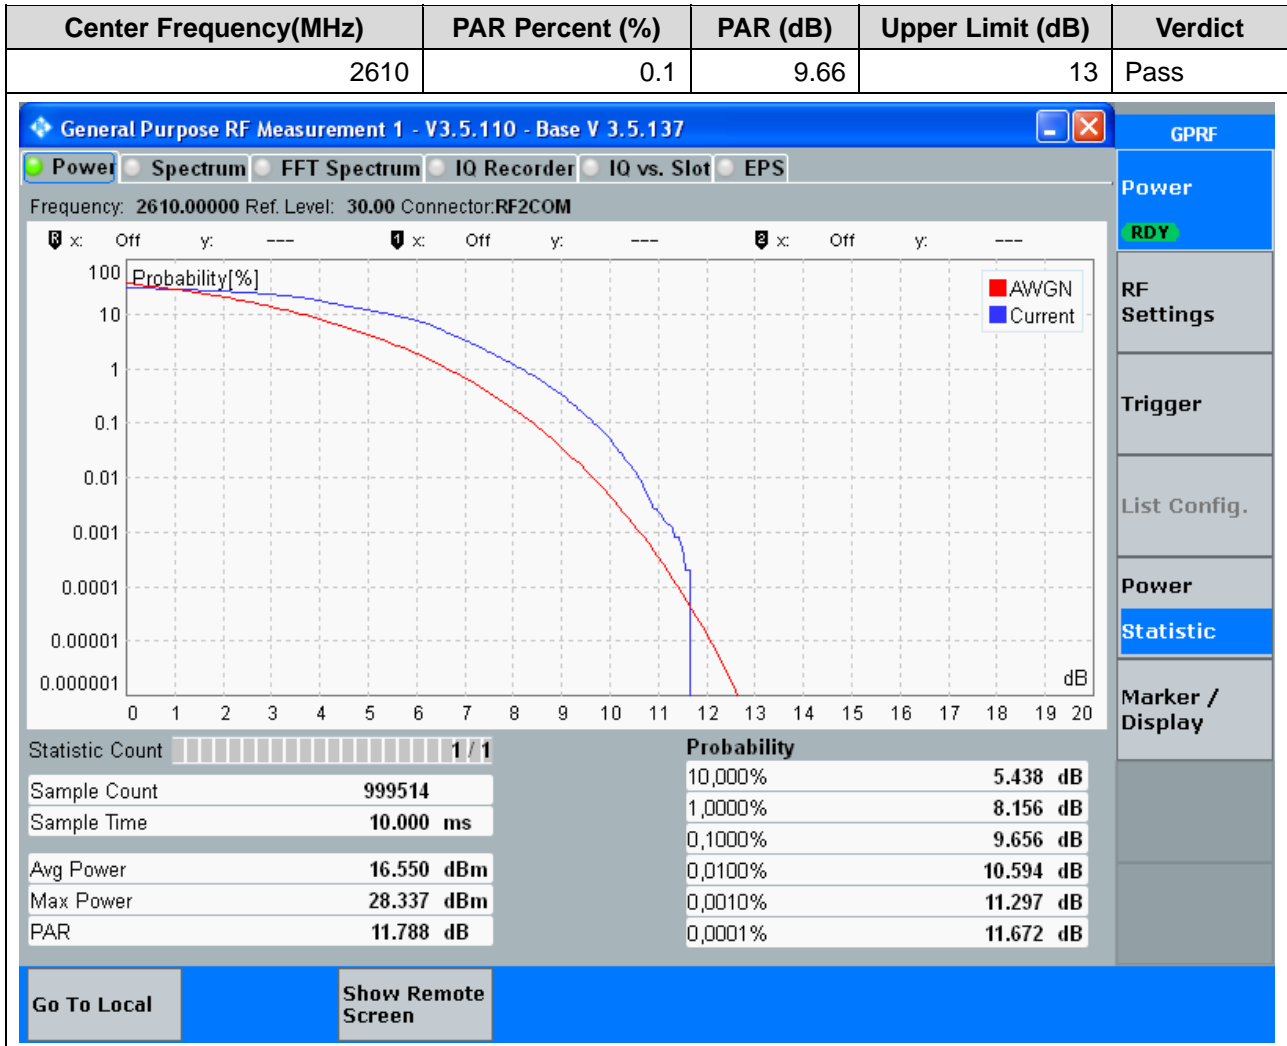 Center Frequency(MHz) PAR Percent (%) PAR (dB) Upper Limit (dB) Verdict
2610 0.1 9.66 13 Pass
General Purpose RF Measurement 1 - V3.5.110 - Base V 3.5.137
GPRF
Power Spectrum FFT Spectrum IQ Recorder IQ vs. Slot EPS
Frequency: 2610.00000 Ref. Level: 30.00 Connector:RF2COM
R x: Off y: --- 1 x: Off y: --- 2 x: Off y: ---
Probability[%]
100
10
1
0.1
0.01
0.001
0.0001
0.00001
0.000001
AWGN
Current
dB
0 1 2 3 4 5 6 7 8 9 10 11 12 13 14 15 16 17 18 19 20
Statistic Count 1 / 1
Sample Count 999514
Sample Time 10.000 ms
Avg Power 16.550 dBm
Max Power 28.337 dBm
PAR 11.788 dB
Probability
10,000% 5.438 dB
1,0000% 8.156 dB
0,1000% 9.656 dB
0,0100% 10.594 dB
0,0010% 11.297 dB
0,0001% 11.672 dB
Power
RDY
RF
Settings
Trigger
List Config.
Power
Statistic
Marker /
Display
Go To Local
Show Remote
Screen